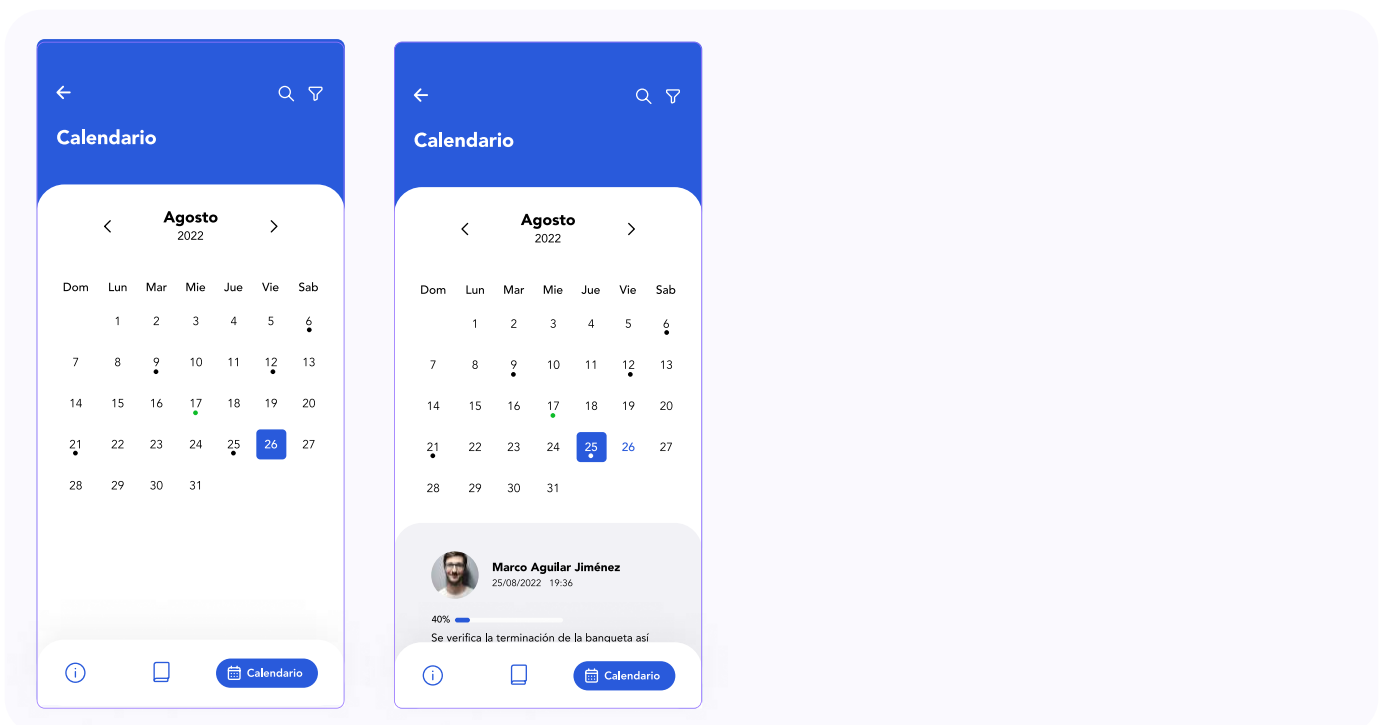 Calendario
Agosto
2022
Dom Lun Mar Mie Jue Vie Sab
1 2 3 4 5 6
7 8 9 10 11 12 13
14 15 16 17 18 19 20
21 22 23 24 25 26 27
28 29 30 31
Calendario
Calendario
Agosto
2022
Dom Lun Mar Mie Jue Vie Sab
1 2 3 4 5 6
7 8 9 10 11 12 13
14 15 16 17 18 19 20
21 22 23 24 25 26 27
28 29 30 31
Marco Aguilar Jiménez
25/08/2022 19:36
40%
Se verifica la terminación de la banqueta así
Calendario